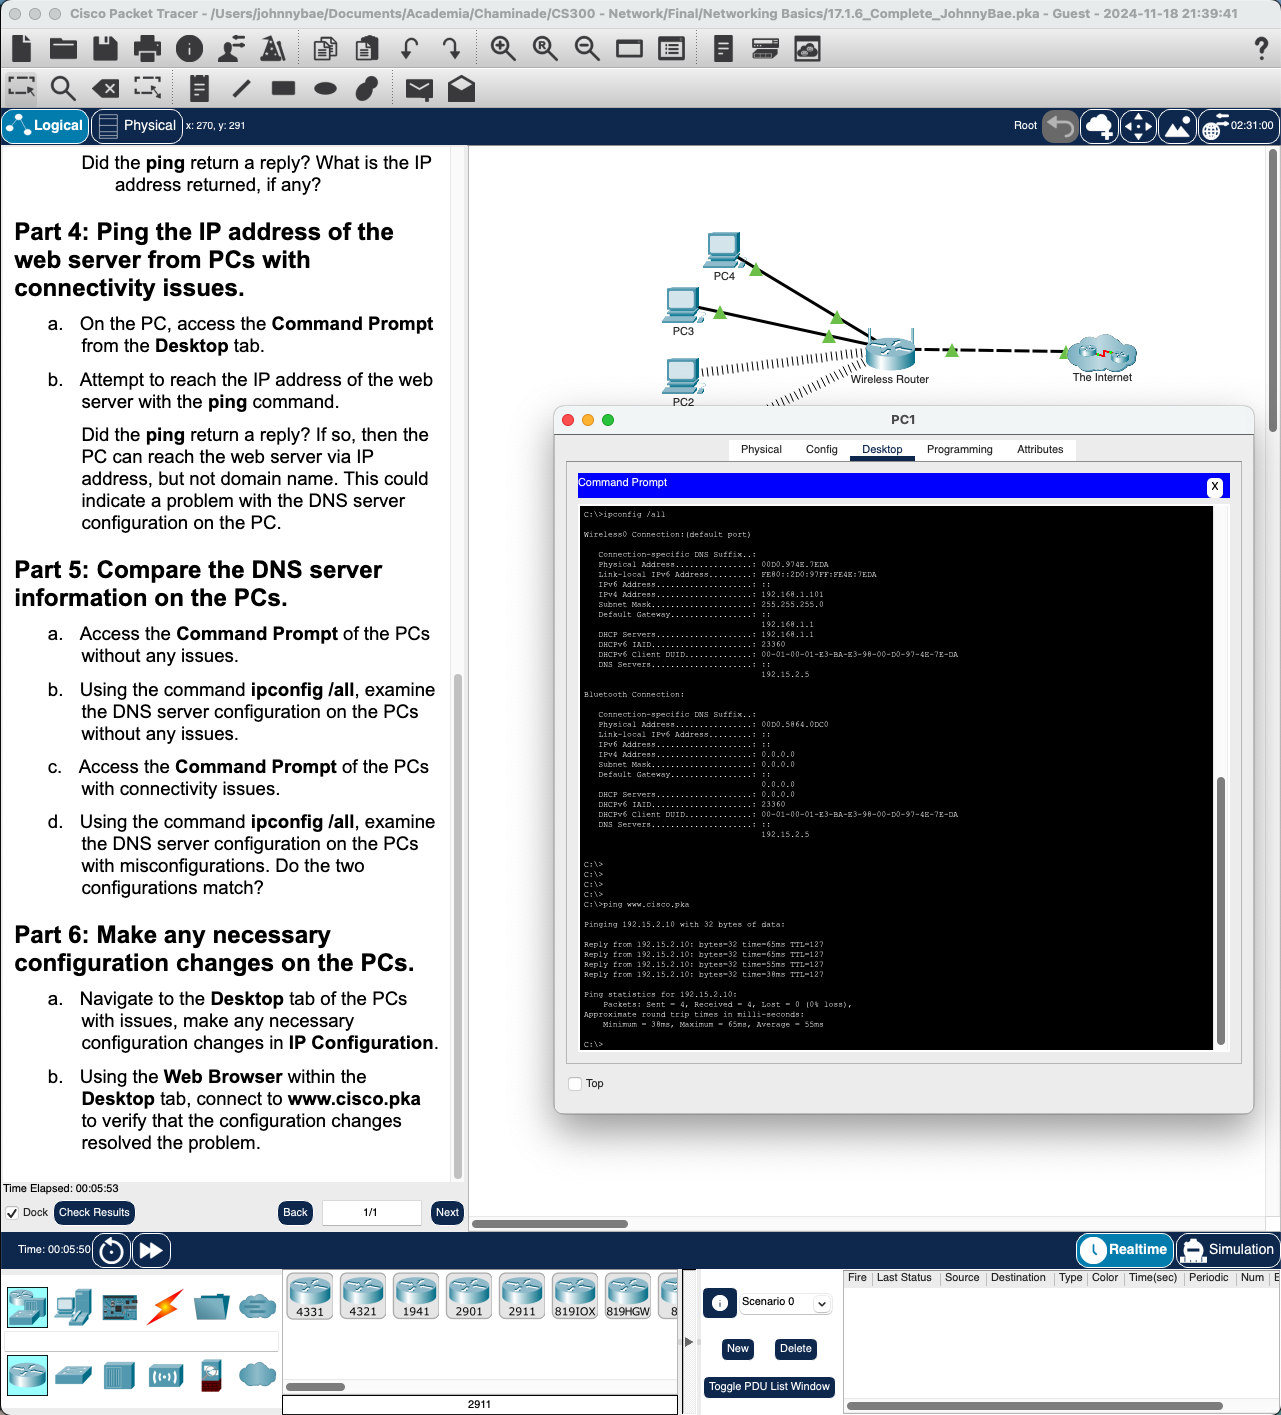 Cisco Packet Tracer - /Users/johnnybae/Documents/Academia/Chaminade/CS300 - Network/Final/Networking Basics/17.1.6_Complete_JohnnyBae.pka - Guest - 2024-11-18 21:39:41
?
Logical
Physical
x: 270, y: 291
Root
02:31:00
Did the ping return a reply? What is the IP
address returned, if any?
Part 4: Ping the IP address of the
web server from PCs with
connectivity issues.
a. On the PC, access the Command Prompt
from the Desktop tab.
b. Attempt to reach the IP address of the web
server with the ping command.
Did the ping return a reply? If so, then the
PC can reach the web server via IP
address, but not domain name. This could
indicate a problem with the DNS server
configuration on the PC.
Part 5: Compare the DNS server
information on the PCs.
a. Access the Command Prompt of the PCs
without any issues.
b. Using the command ipconfig /all, examine
the DNS server configuration on the PCs
without any issues.
c. Access the Command Prompt of the PCs
with connectivity issues.
d. Using the command ipconfig /all, examine
the DNS server configuration on the PCs
with misconfigurations. Do the two
configurations match?
Part 6: Make any necessary
configuration changes on the PCs.
a. Navigate to the Desktop tab of the PCs
with issues, make any necessary
configuration changes in IP Configuration.
b. Using the Web Browser within the
Desktop tab, connect to www.cisco.pka
to verify that the configuration changes
resolved the problem.
Time Elapsed: 00:05:53
Dock
Check Results
Back
1/1
Next
PC4
PC3
PC2
Wireless Router
The Internet
PC1
Physical
Config
Desktop
Programming
Attributes
Command Prompt
X
C:\>ipconfig /all
Wireless0 Connection:(default port)
Connection-specific DNS Suffix..:
Physical Address................: 00D0.974E.7EDA
Link-local IPv6 Address.........: FE80::2D0:97FF:FE4E:7EDA
IPv6 Address....................: ::
IPv4 Address....................: 192.168.1.101
Subnet Mask.....................: 255.255.255.0
Default Gateway.................: ::
192.168.1.1
DHCP Servers....................: 192.168.1.1
DHCPv6 IAID.....................: 23360
DHCPv6 Client DUID..............: 00-01-00-01-E3-BA-E3-98-00-D0-97-4E-7E-DA
DNS Servers.....................: ::
192.15.2.5
Bluetooth Connection:
Connection-specific DNS Suffix..:
Physical Address................: 00D0.5864.0DC0
Link-local IPv6 Address.........: ::
IPv6 Address....................: ::
IPv4 Address....................: 0.0.0.0
Subnet Mask.....................: 0.0.0.0
Default Gateway.................: ::
0.0.0.0
DHCP Servers....................: 0.0.0.0
DHCPv6 IAID.....................: 23360
DHCPv6 Client DUID..............: 00-01-00-01-E3-BA-E3-98-00-D0-97-4E-7E-DA
DNS Servers.....................: ::
192.15.2.5
C:\>
C:\>
C:\>
C:\>
C:\>ping www.cisco.pka
Pinging 192.15.2.10 with 32 bytes of data:
Reply from 192.15.2.10: bytes=32 time=65ms TTL=127
Reply from 192.15.2.10: bytes=32 time=65ms TTL=127
Reply from 192.15.2.10: bytes=32 time=55ms TTL=127
Reply from 192.15.2.10: bytes=32 time=38ms TTL=127
Ping statistics for 192.15.2.10:
Packets: Sent = 4, Received = 4, Lost = 0 (0% loss),
Approximate round trip times in milli-seconds:
Minimum = 38ms, Maximum = 65ms, Average = 55ms
C:\>
Top
Time: 00:05:50
Realtime
Simulation
4331
4321
1941
2901
2911
819IOX
819HGW
8
2911
Scenario 0
New
Delete
Toggle PDU List Window
Fire
Last Status
Source
Destination
Type
Color
Time(sec)
Periodic
Num
E